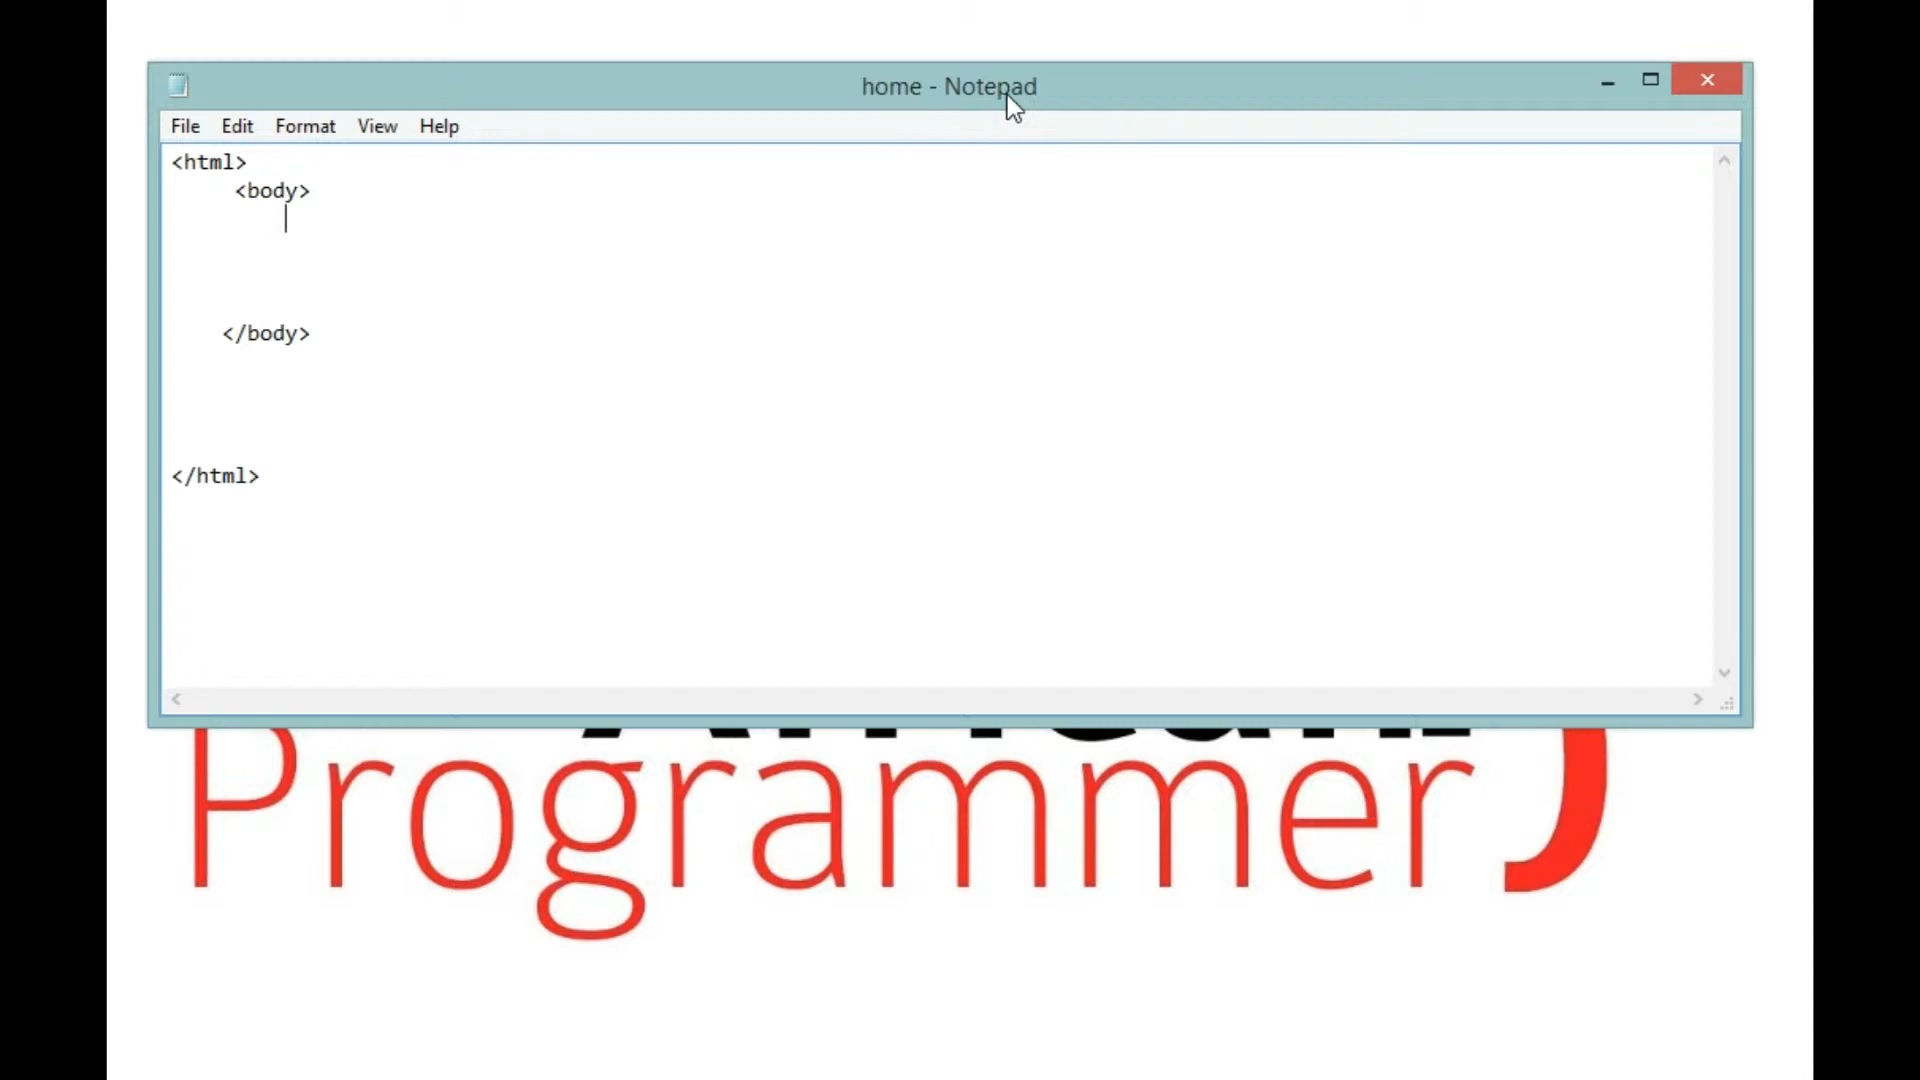 home - Notepad
File Edit Format View Help
<html>
<body>
</body>
</html>
Programmer